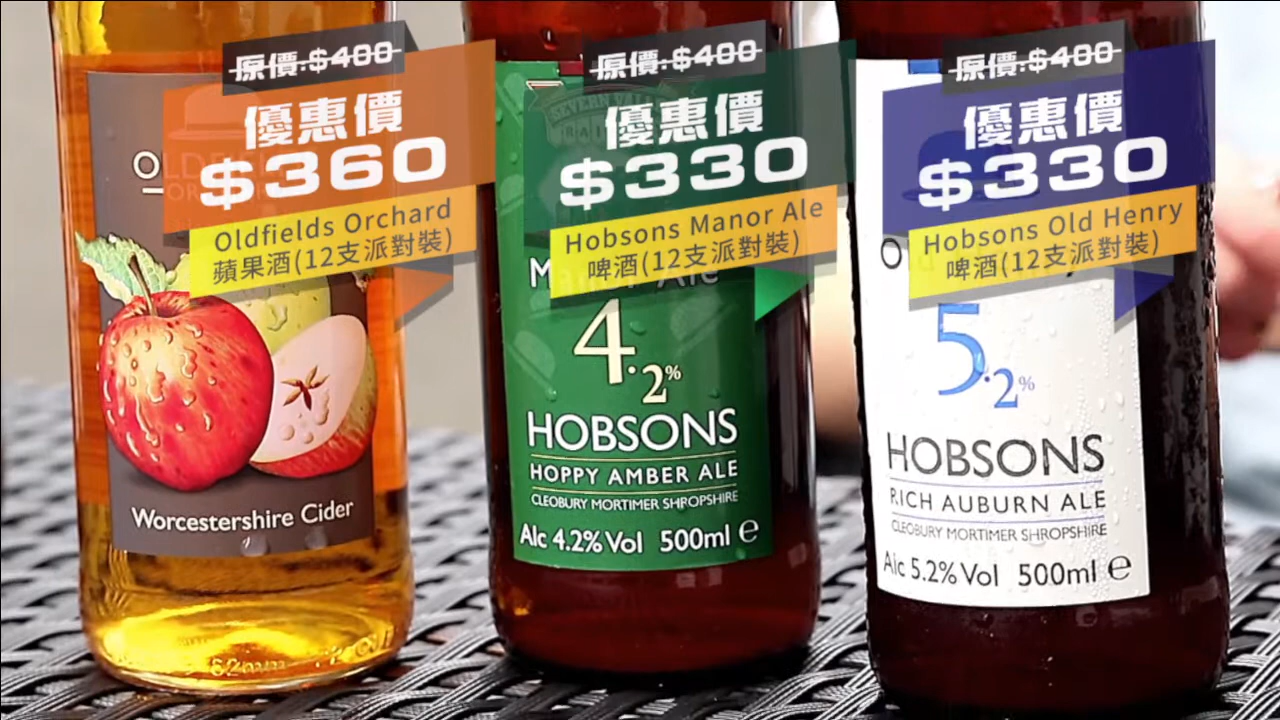 原價:$400
優惠價
$360
Oldfields Orchard
蘋果酒(12支派對裝)
Worcestershire Cider
原價:$400
優惠價
$330
Hobsons Manor Ale
啤酒(12支派對裝)
4.2%
HOBSONS
HOPPY AMBER ALE
CLEOBURY MORTIMER SHROPSHIRE
Alc 4.2% Vol 500ml e
原價:$400
優惠價
$330
Hobsons Old Henry
啤酒(12支派對裝)
5.2%
HOBSONS
RICH AUBURN ALE
CLEOBURY MORTIMER SHROPSHIRE
Alc 5.2% Vol 500ml e